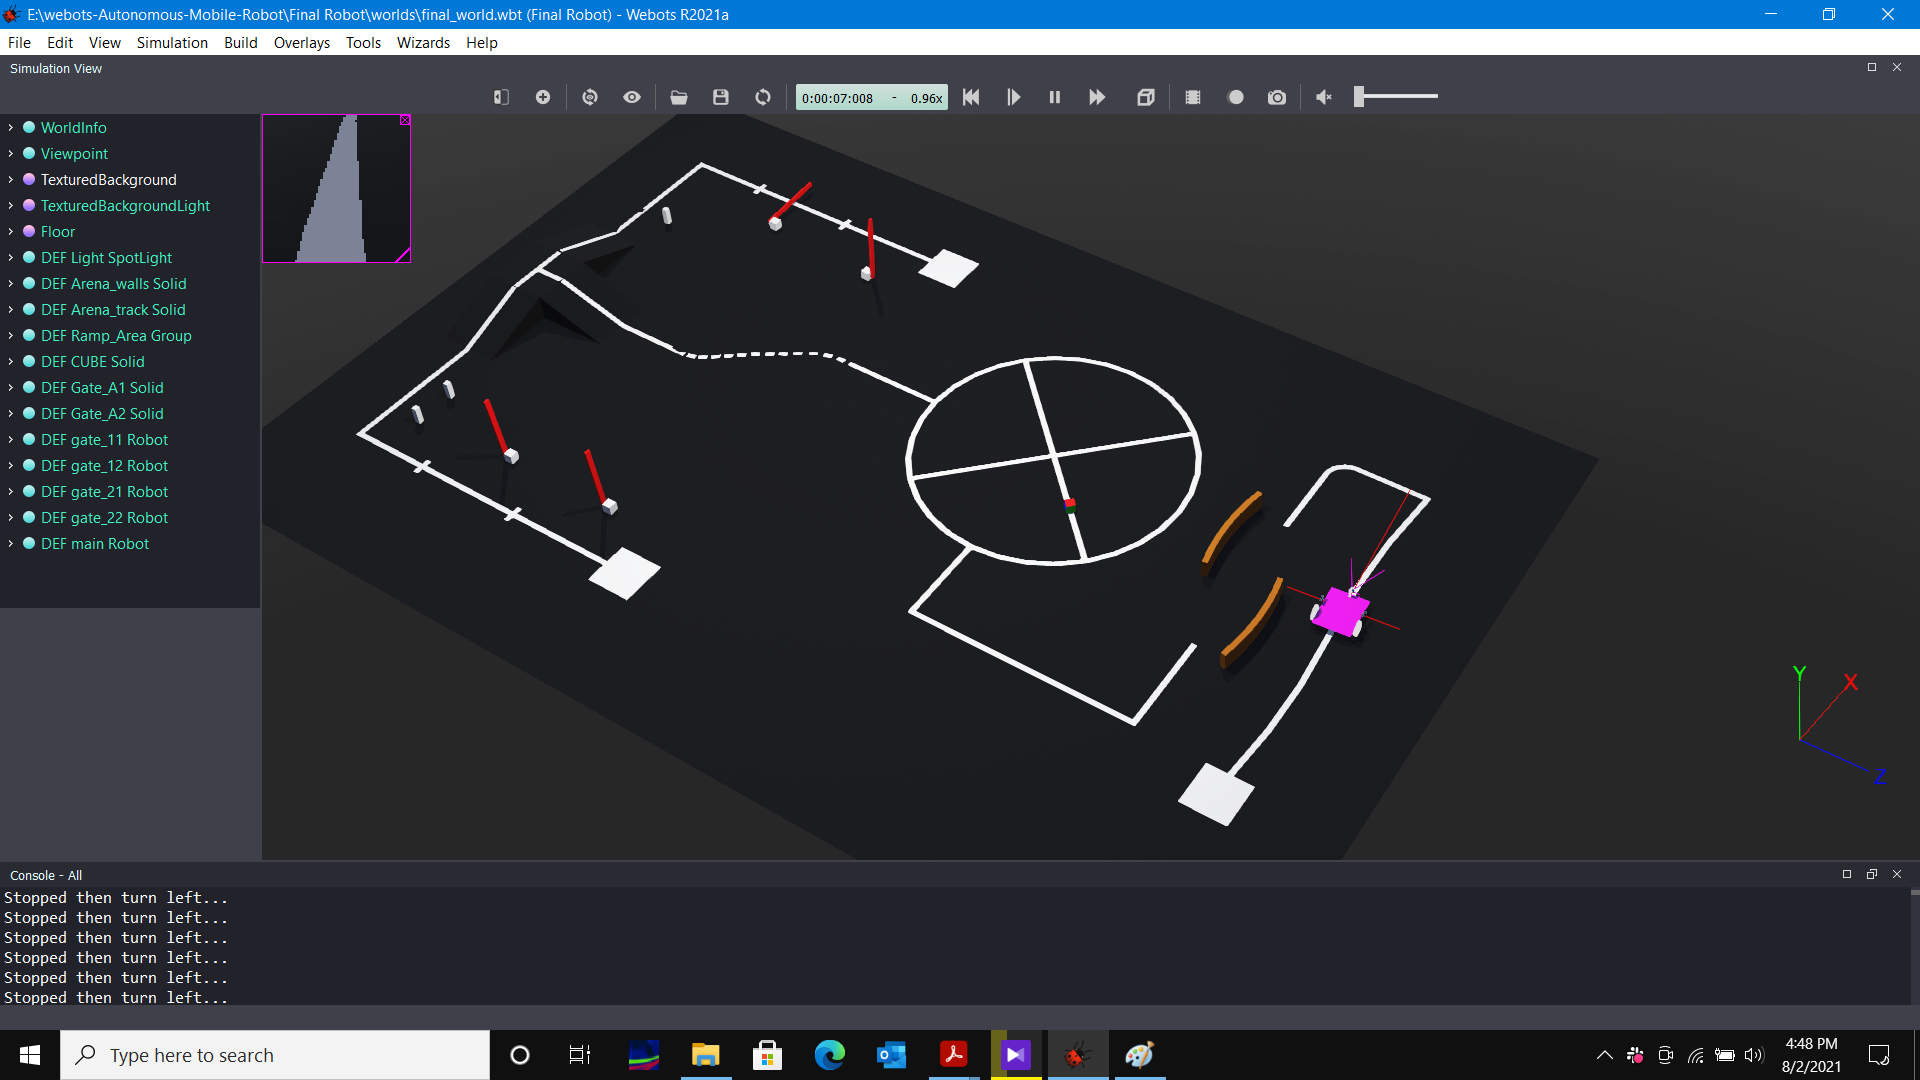 E:\webots-Autonomous-Mobile-Robot\Final Robot\worlds\final_world.wbt (Final Robot) - Webots R2021a
File Edit View Simulation Build Overlays Tools Wizards Help
Simulation View
0:00:07:008 - 0.96x
WorldInfo
Viewpoint
TexturedBackground
TexturedBackgroundLight
Floor
DEF Light SpotLight
DEF Arena_walls Solid
DEF Arena_track Solid
DEF Ramp_Area Group
DEF CUBE Solid
DEF Gate_A1 Solid
DEF Gate_A2 Solid
DEF gate_11 Robot
DEF gate_12 Robot
DEF gate_21 Robot
DEF gate_22 Robot
DEF main Robot
Y
X
Z
Console - All
Stopped then turn left...
Stopped then turn left...
Stopped then turn left...
Stopped then turn left...
Stopped then turn left...
Stopped then turn left...
Type here to search
4:48 PM
8/2/2021